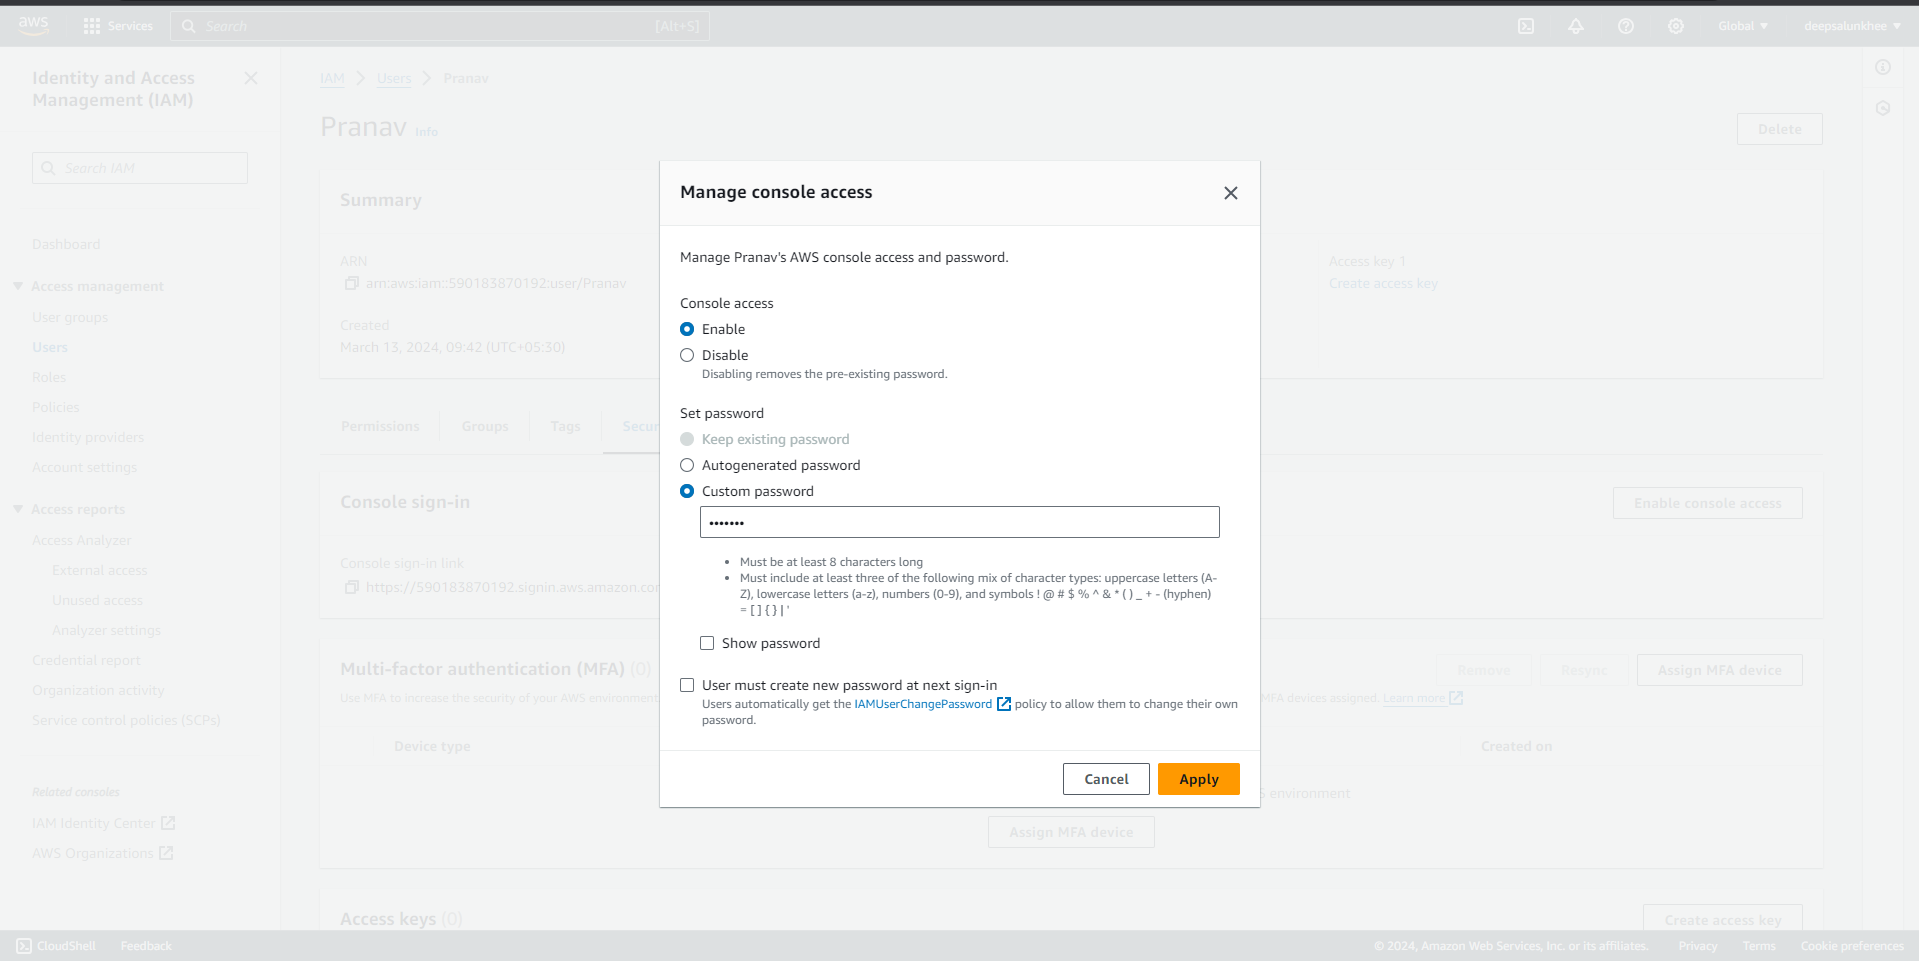 aws
Services
Search
[Alt+S]
Global
deepsalunkhee
Identity and Access
Management (IAM)
Search IAM
Dashboard
Access management
User groups
Users
Roles
Policies
Identity providers
Account settings
Access reports
Access Analyzer
External access
Unused access
Analyzer settings
Credential report
Organization activity
Service control policies (SCPs)
Related consoles
IAM Identity Center
AWS Organizations
IAM > Users > Pranav
Pranav Info
Delete
Summary
ARN
arn:aws:iam::590183870192:user/Pranav
Created
March 13, 2024, 09:42 (UTC+05:30)
Access key 1
Create access key
Permissions
Groups
Tags
Secur
Console sign-in
Enable console access
Console sign-in link
https://590183870192.signin.aws.amazon.cor
Multi-factor authentication (MFA) (0)
Use MFA to increase the security of your AWS environment
MFA devices assigned. Learn more
Remove
Resync
Assign MFA device
Device type
Created on
S environment
Assign MFA device
Access keys (0)
Create access key
Manage console access
Manage Pranav's AWS console access and password.
Console access
Enable
Disable
Disabling removes the pre-existing password.
Set password
Keep existing password
Autogenerated password
Custom password
•••••••
• Must be at least 8 characters long
• Must include at least three of the following mix of character types: uppercase letters (A-
Z), lowercase letters (a-z), numbers (0-9), and symbols ! @ # $ % ^ & * ( ) _ + - (hyphen)
= [ ] { } | '
Show password
User must create new password at next sign-in
Users automatically get the IAMUserChangePassword policy to allow them to change their own
password.
Cancel
Apply
CloudShell
Feedback
© 2024, Amazon Web Services, Inc. or its affiliates.
Privacy
Terms
Cookie preferences